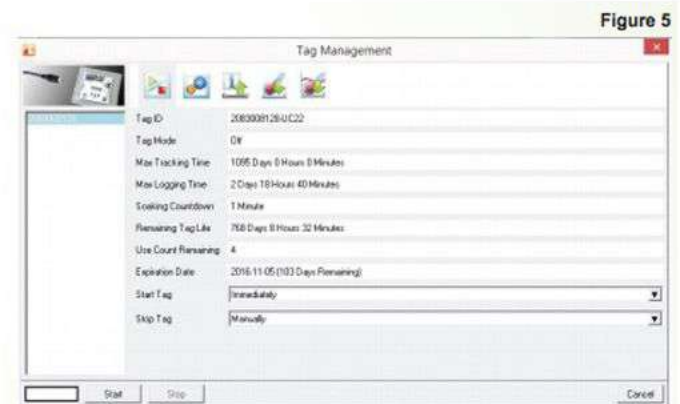 Figure 5
Tag Management
Tag ID 2083008128-UC22
Tag Mode Off
Max Tracking Time 1095 Days 0 Hours 0 Minutes
Max Logging Time 2 Days 18 Hours 40 Minutes
Soaking Countdown 1 Minute
Remaining Tag Life 768 Days 8 Hours 32 Minutes
Use Count Remaining 4
Expiration Date 2016-11-05 (103 Days Remaining)
Start Tag Immediately
Skip Tag Manually
Start Stop Cancel